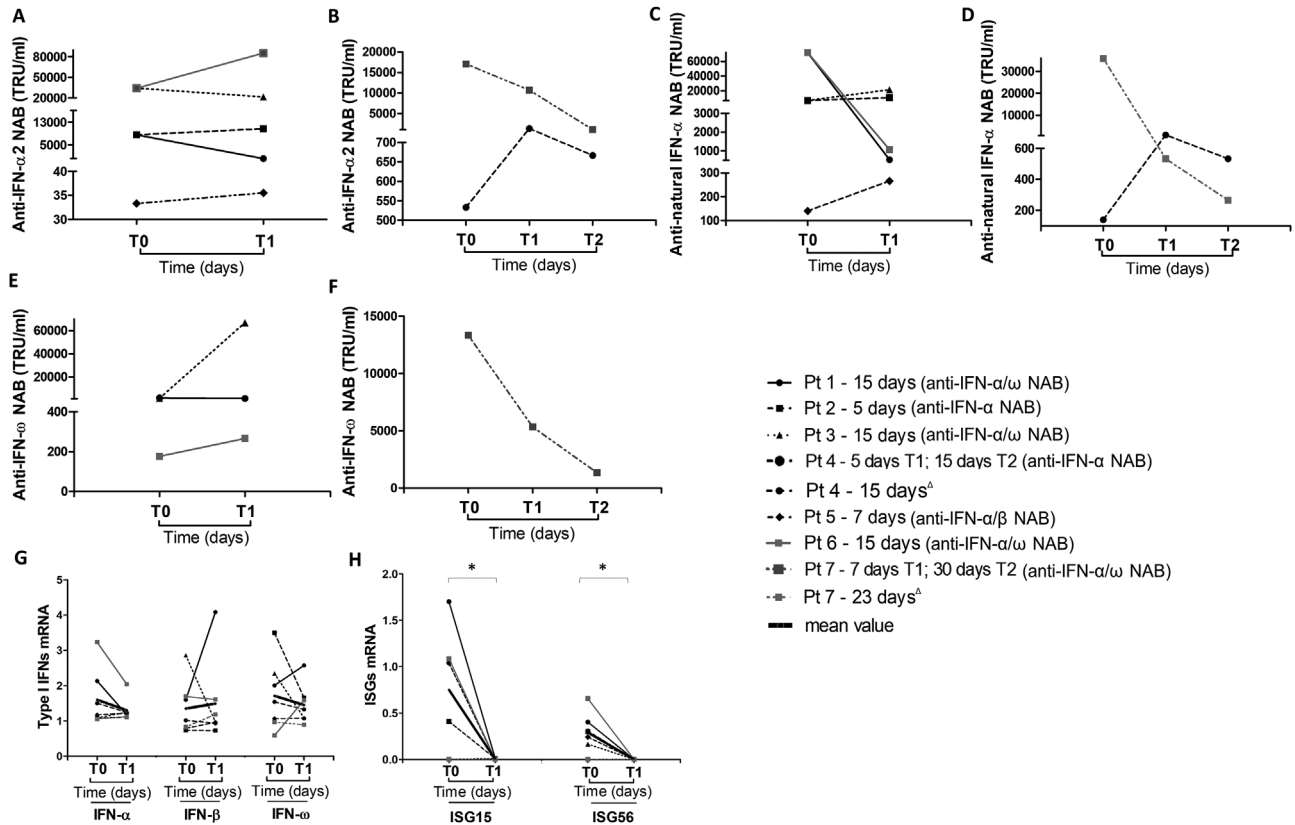 A
Anti-IFN-α2 NAB (TRU/ml)
80000
50000
20000
13000
5000
40
35
30
T0 T1
Time (days)
B
Anti-IFN-α2 NAB (TRU/ml)
20000
15000
10000
5000
700
650
600
550
500
T0 T1 T2
Time (days)
C
Anti-natural IFN-α NAB (TRU/ml)
60000
40000
20000
3000
2000
1000
300
200
100
T0 T1
Time (days)
D
Anti-natural IFN-α NAB (TRU/ml)
30000
20000
10000
600
400
200
T0 T1 T2
Time (days)
E
Anti-IFN-ω NAB (TRU/ml)
60000
40000
20000
400
200
0
T0 T1
Time (days)
F
Anti-IFN-ω NAB (TRU/ml)
15000
10000
5000
0
T0 T1 T2
Time (days)
Pt 1 - 15 days (anti-IFN-α/ω NAB)
Pt 2 - 5 days (anti-IFN-α NAB)
Pt 3 - 15 days (anti-IFN-α/ω NAB)
Pt 4 - 5 days T1; 15 days T2 (anti-IFN-α NAB)
Pt 4 - 15 days^Δ
Pt 5 - 7 days (anti-IFN-α/β NAB)
Pt 6 - 15 days (anti-IFN-α/ω NAB)
Pt 7 - 7 days T1; 30 days T2 (anti-IFN-α/ω NAB)
Pt 7 - 23 days^Δ
mean value
G
Type I IFNs mRNA
5
4
3
2
1
0
T0 T1 T0 T1 T0 T1
Time (days) Time (days) Time (days)
IFN-α IFN-β IFN-ω
H
ISGs mRNA
2.0
1.5
1.0
0.5
0.0
* *
T0 T1 T0 T1
Time (days) Time (days)
ISG15 ISG56